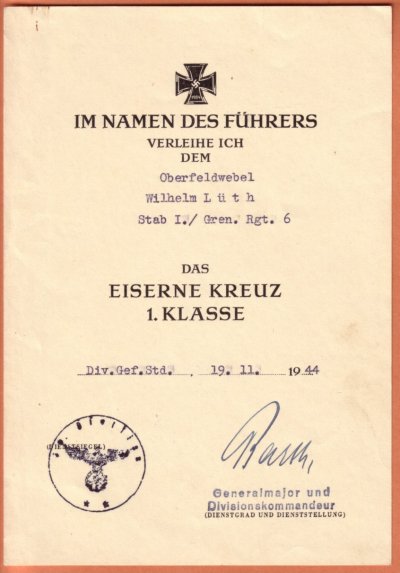 IM NAMEN DES FÜHRERS
VERLEIHE ICH
DEM
Oberfeldwebel
Wilhelm L ü t h
Stab I./ Gren. Rgt. 6
DAS
EISERNE KREUZ
1. KLASSE
Div.Gef.Std. , 19. 11. 1944
(DIENSTSIEGEL)
Generalmajor und
Divisionskommandeur
(DIENSTGRAD UND DIENSTSTELLUNG)